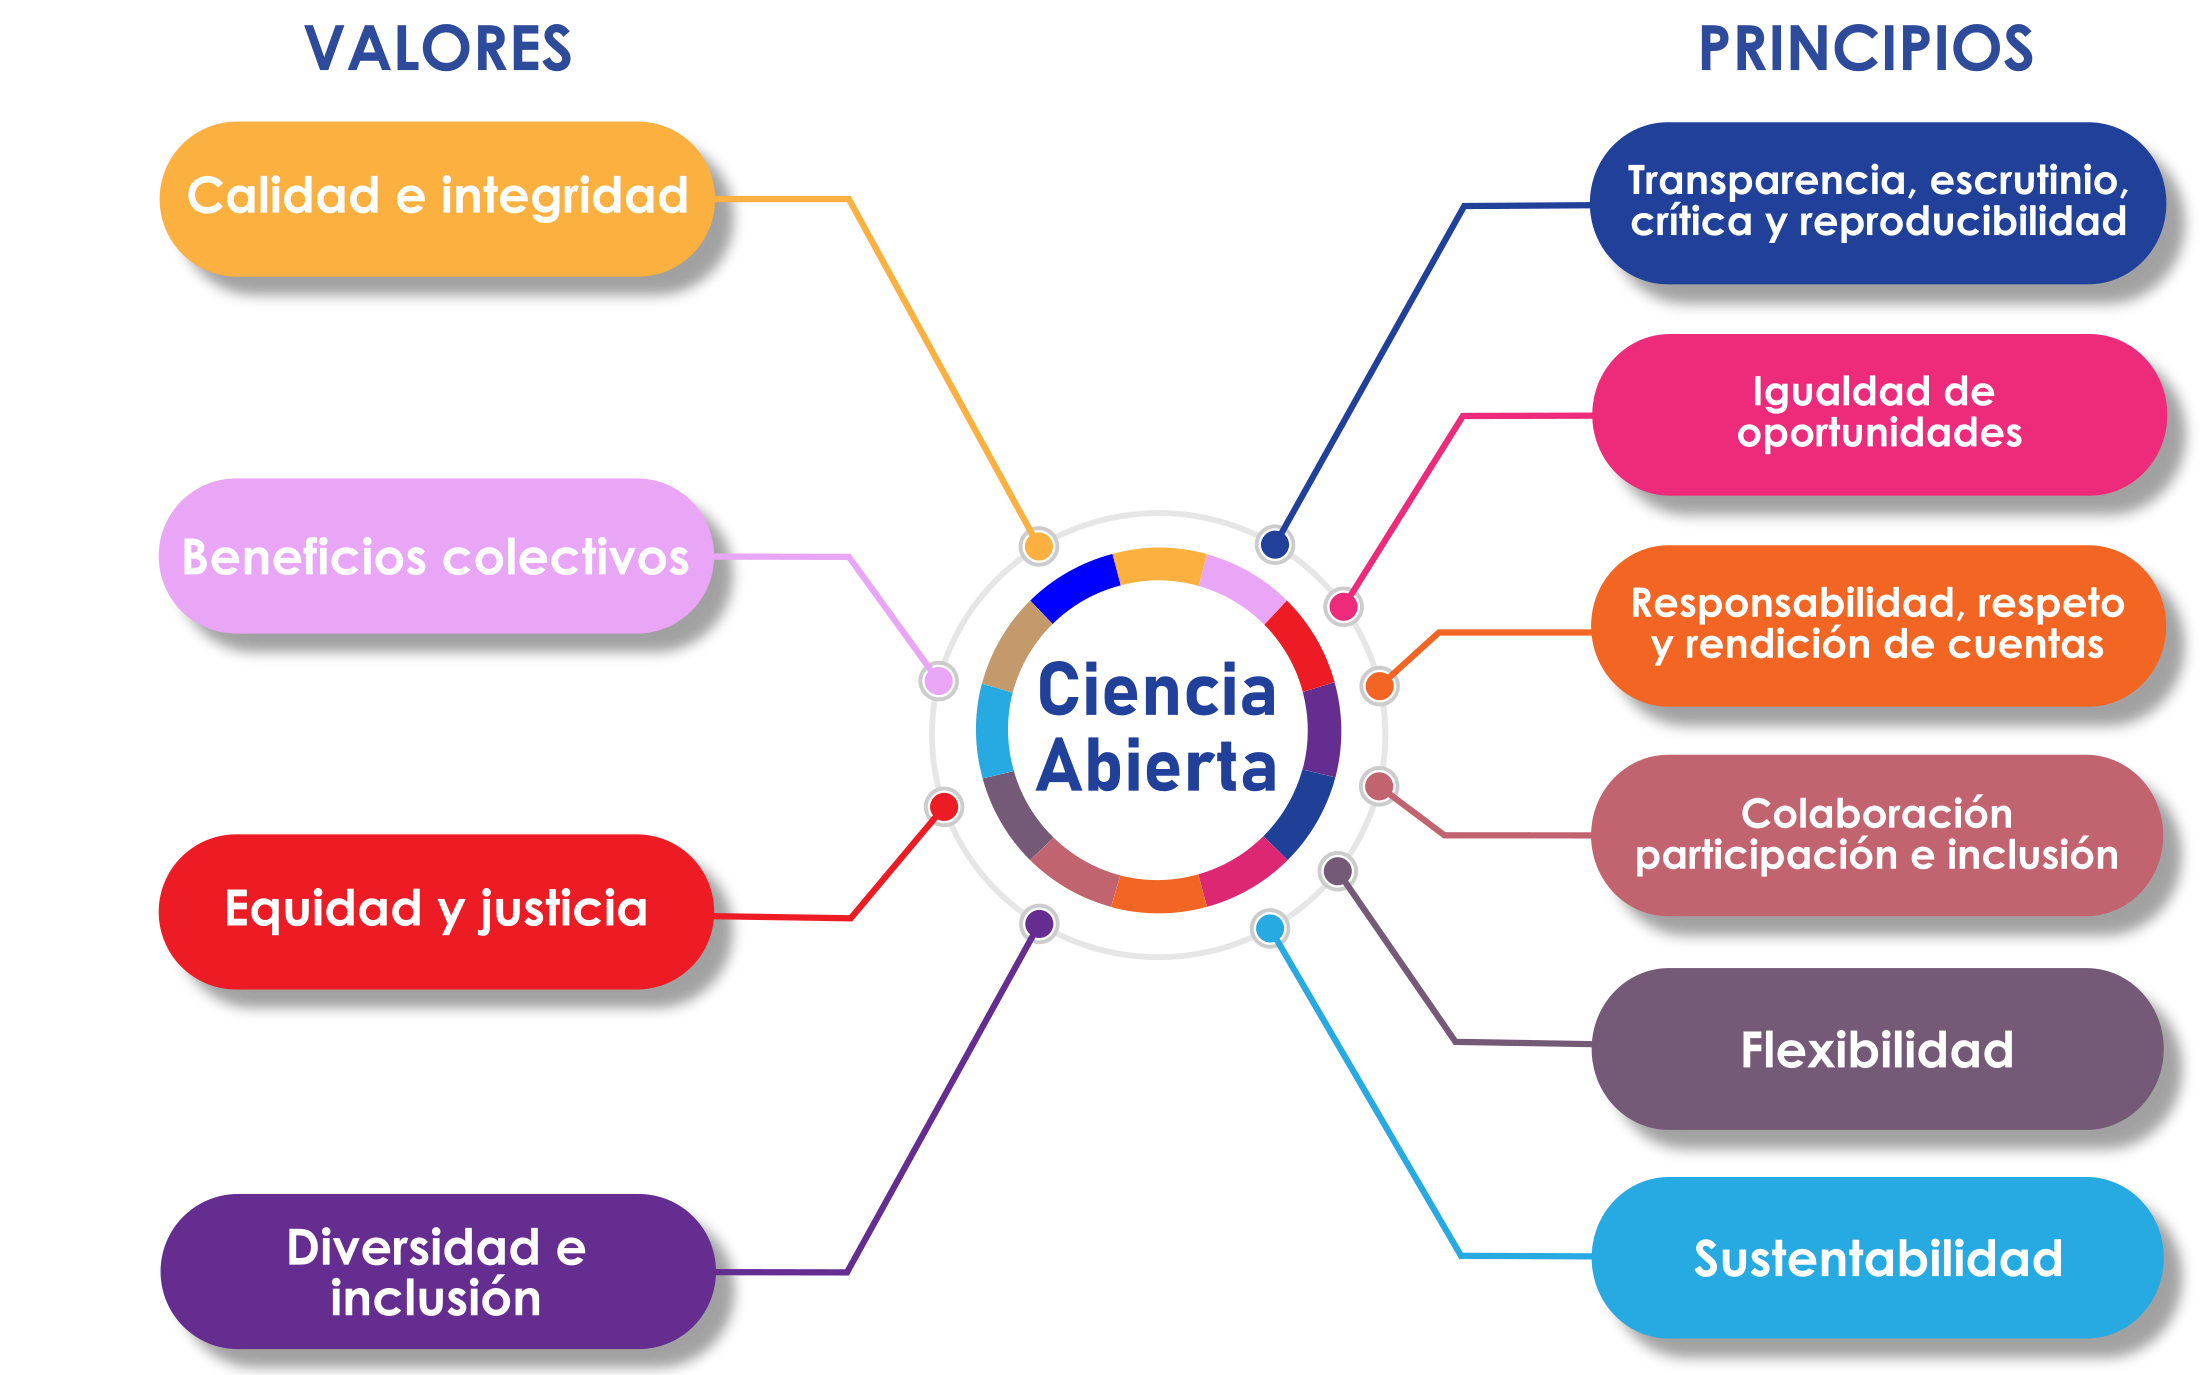 VALORES
Calidad e integridad
Beneficios colectivos
Equidad y justicia
Diversidad e
inclusión
Ciencia
Abierta
PRINCIPIOS
Transparencia, escrutinio,
crítica y reproducibilidad
Igualdad de
oportunidades
Responsabilidad, respeto
y rendición de cuentas
Colaboración
participación e inclusión
Flexibilidad
Sustentabilidad